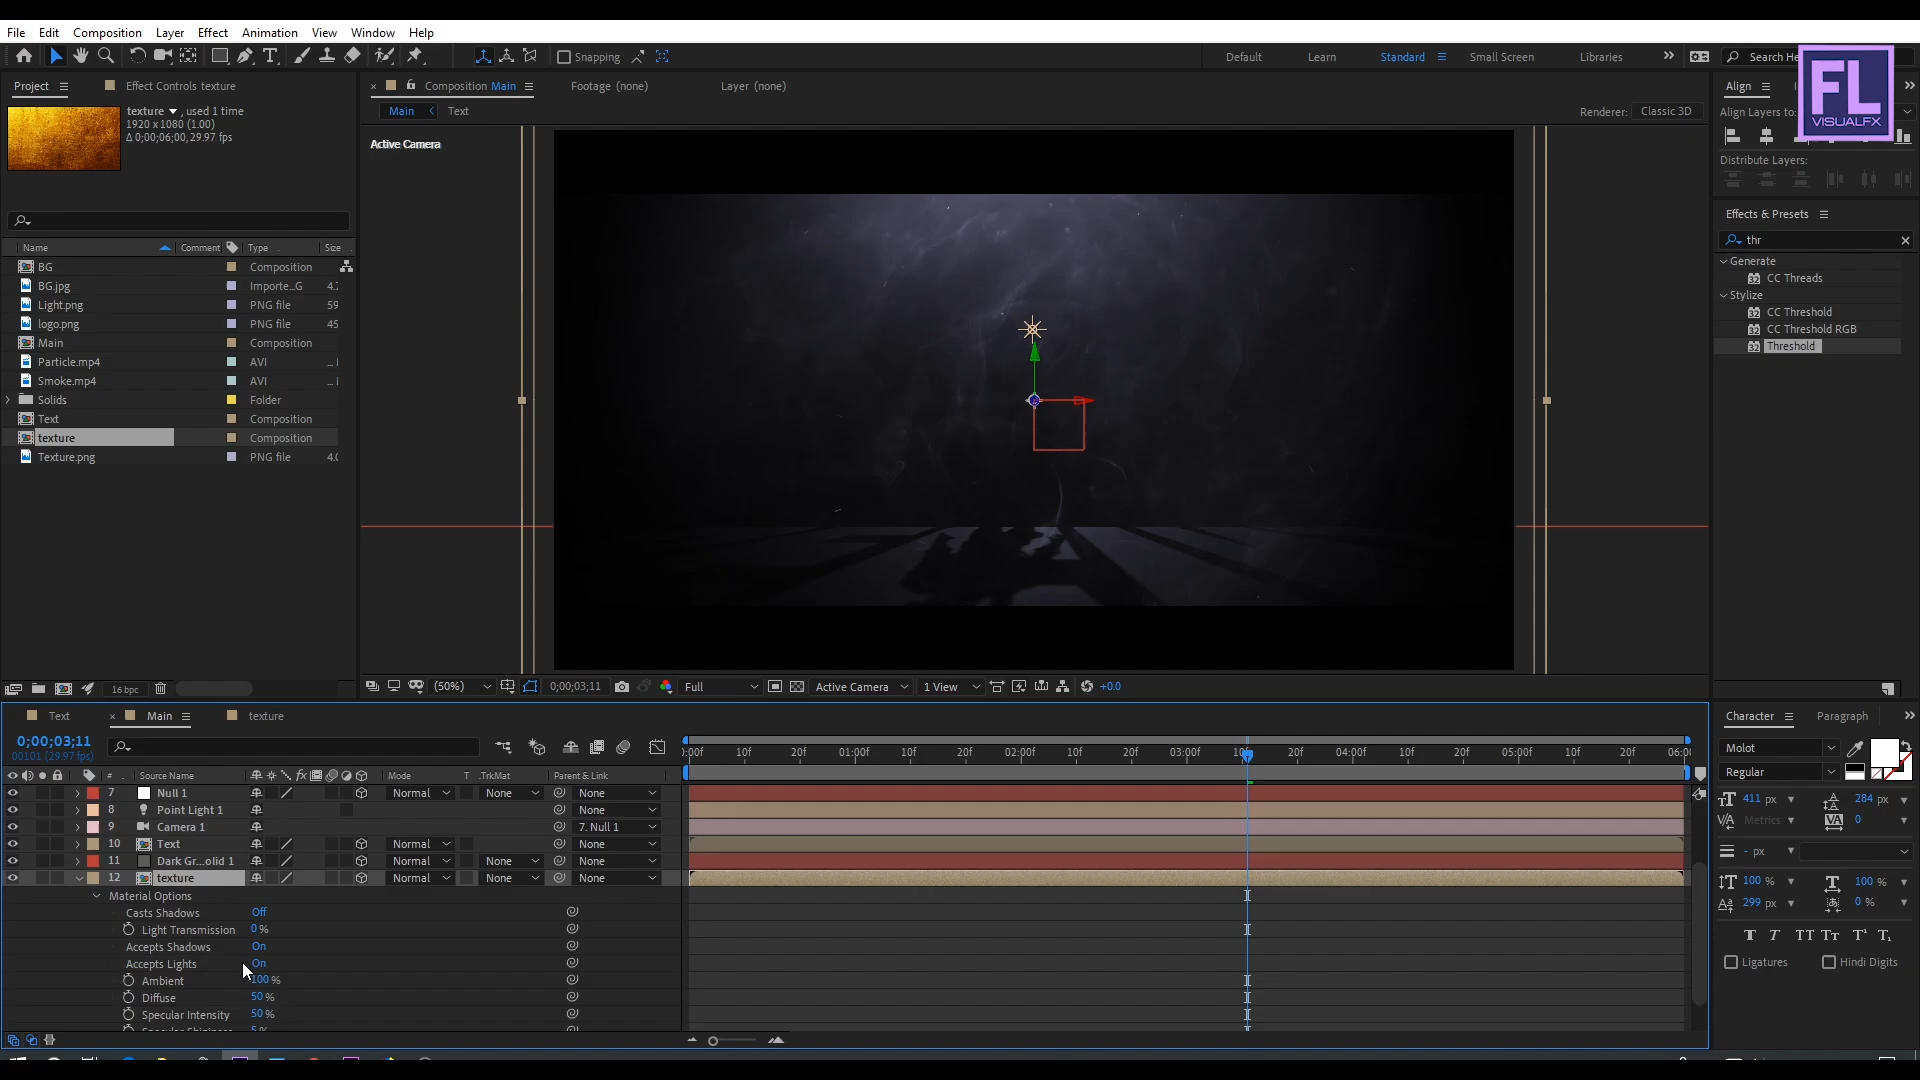 File Edit Composition Layer Effect Animation View Window Help
Snapping
Default Learn Standard Small Screen Libraries Search He
FL
VISUALFX
Project Effect Controls texture
texture, used 1 time
1920 x 1080 (1.00)
Δ 0;00;06;00, 29.97 fps
Composition Main Footage (none) Layer (none)
Main Text
Renderer: Classic 3D
Active Camera
Align
Align Layers to:
Distribute Layers:
Effects & Presets
thr
Generate
CC Threads
Stylize
CC Threshold
CC Threshold RGB
Threshold
Name Comment Type Size
BG Composition
BG.jpg Importe...G 4.7
Light.png PNG file 59
logo.png PNG file 45
Main Composition
Particle.mp4 AVI
Smoke.mp4 AVI
Solids Folder
Text Composition
texture Composition
Texture.png PNG file
16 bpc
(50%) 0;00;03;11 Full Active Camera 1 View +0.0
Text Main texture
0;00;03;11
00101 (29.97 fps)
):00f 10f 20f 01:00f 10f 20f 02:00f 10f 20f 03:00f 20f 04:00f 10f 20f 05:00f 10f 20f 06:0
# Source Name Mode T .TrkMat Parent & Link
7 Null 1 Normal None None
8 Point Light 1 None
9 Camera 1 7. Null 1
10 Text Normal None
11 Dark Gr...olid 1 Normal None None
12 texture Normal None None
Material Options
Casts Shadows Off
Light Transmission 0 %
Accepts Shadows On
Accepts Lights On
Ambient 100 %
Diffuse 50 %
Specular Intensity 50 %
Character Paragraph
Molot
Regular
411 px 284 px
Metrics 0
- px
100 % 100 %
299 px 0 %
T T TT Tr T¹ T₁
Ligatures Hindi Digits